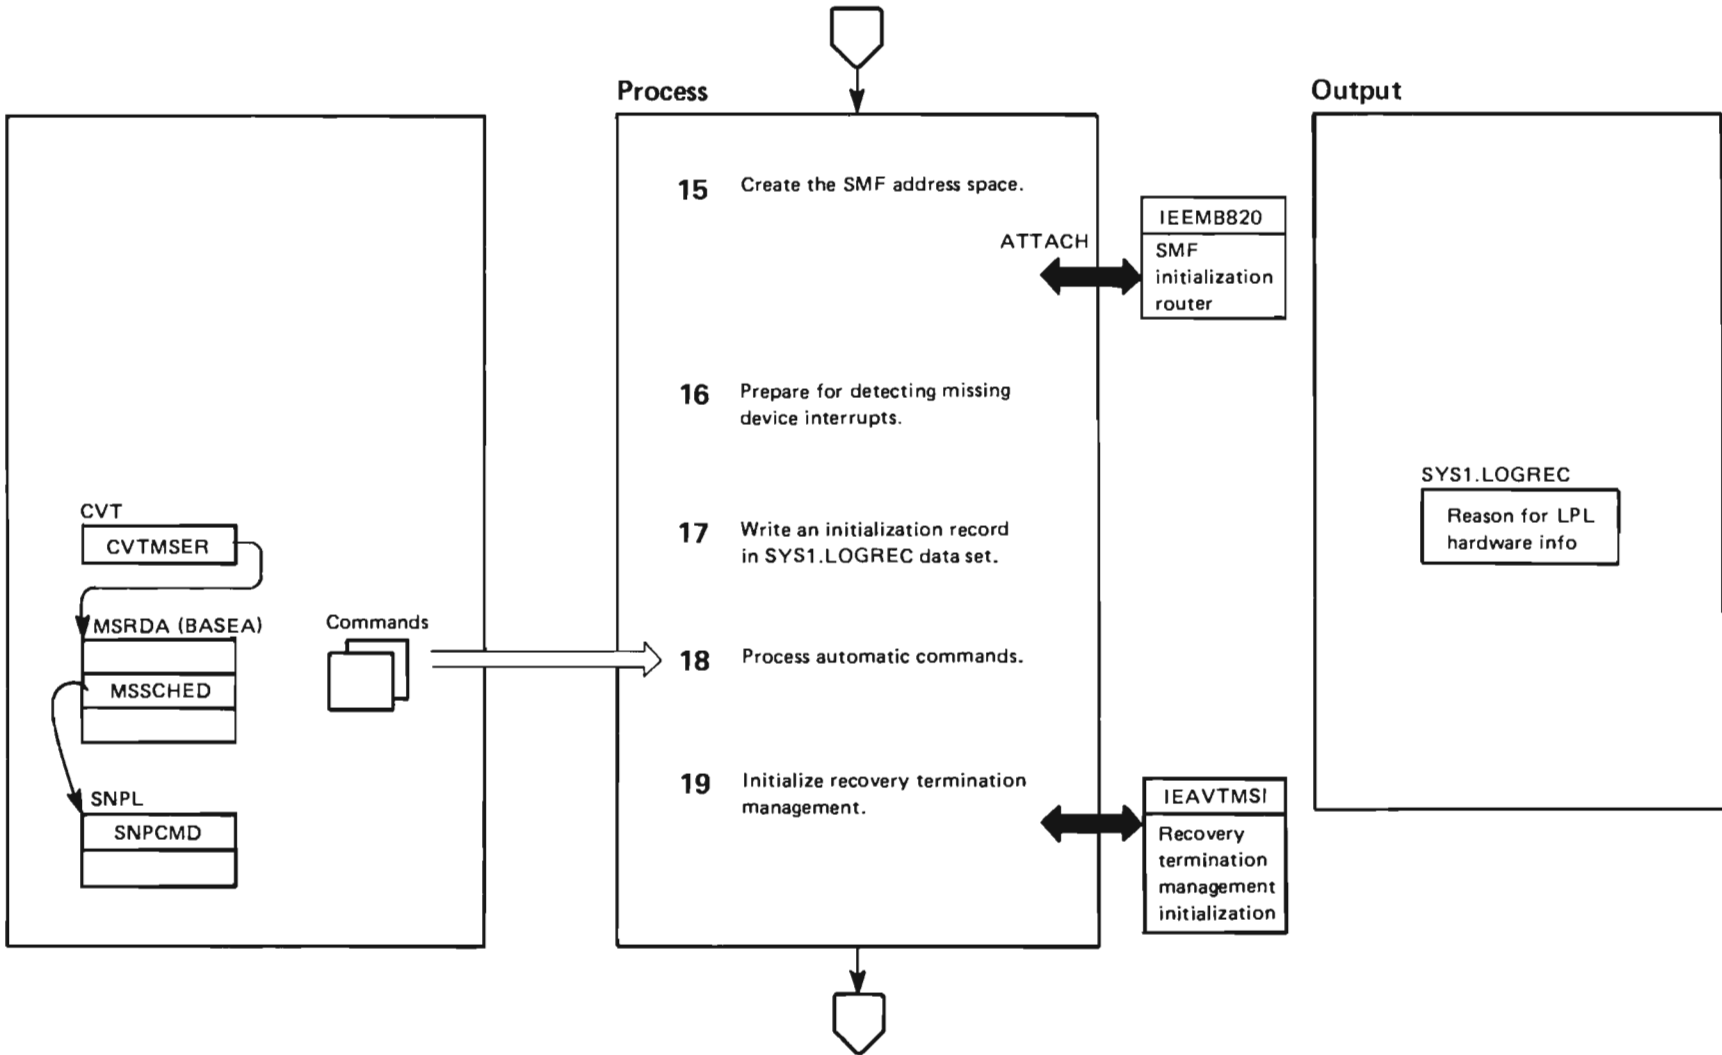 Process
Output
15 Create the SMF address space.
ATTACH
IEEMB820
SMF
initialization
router
16 Prepare for detecting missing
device interrupts.
17 Write an initialization record
in SYS1.LOGREC data set.
SYS1.LOGREC
Reason for LPL
hardware info
CVT
CVTMSER
MSRDA (BASEA)
MSSCHED
Commands
18 Process automatic commands.
SNPL
SNPCMD
19 Initialize recovery termination
management.
IEAVTMSI
Recovery
termination
management
initialization